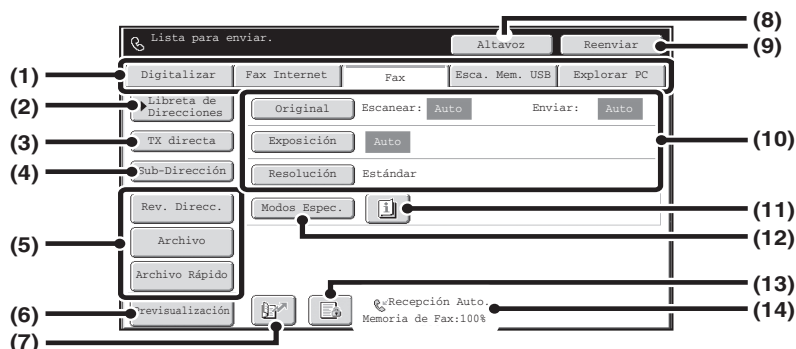 (8)
Lista para enviar.
Altavoz
Reenviar
(9)
(1)
Digitalizar
Fax Internet
Fax
Esca. Mem. USB
Explorar PC
(2)
Libreta de
Direcciones
Original
Escanear:
Auto
Enviar:
Auto
(3)
TX directa
Exposición
Auto
(10)
(4)
Sub-Dirección
Resolución
Estándar
Rev. Direcc.
Modos Espec.
(11)
(5)
Archivo
(12)
Archivo Rápido
(13)
(6)
Previsualización
Recepción Auto.
Memoria de Fax:100%
(14)
(7)